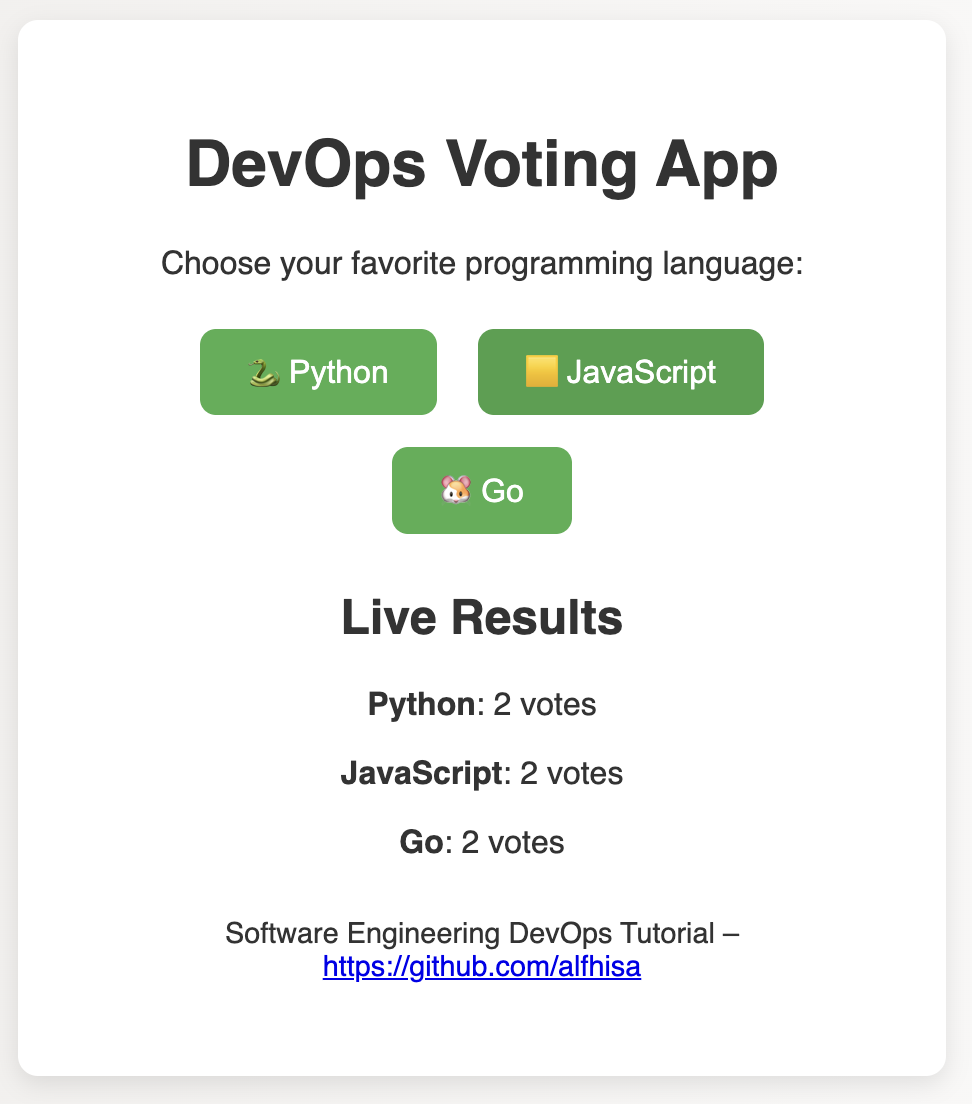 DevOps Voting App
Choose your favorite programming language:
🐍 Python
🟨 JavaScript
🐹 Go
Live Results
Python: 2 votes
JavaScript: 2 votes
Go: 2 votes
Software Engineering DevOps Tutorial –
https://github.com/alfhisa